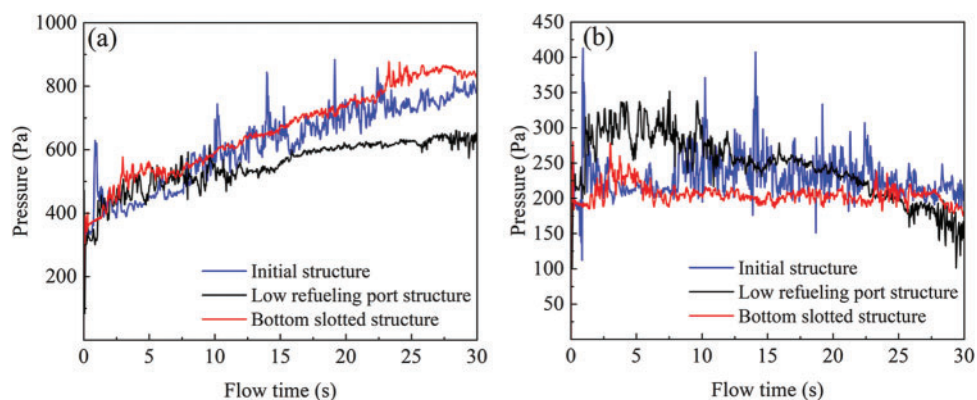 (a)
1000
800
600
400
200
Pressure (Pa)
Initial structure
Low refueling port structure
Bottom slotted structure
0 5 10 15 20 25 30
Flow time (s)
(b)
450
400
350
300
250
200
150
100
50
Pressure (Pa)
Initial structure
Low refueling port structure
Bottom slotted structure
0 5 10 15 20 25 30
Flow time (s)